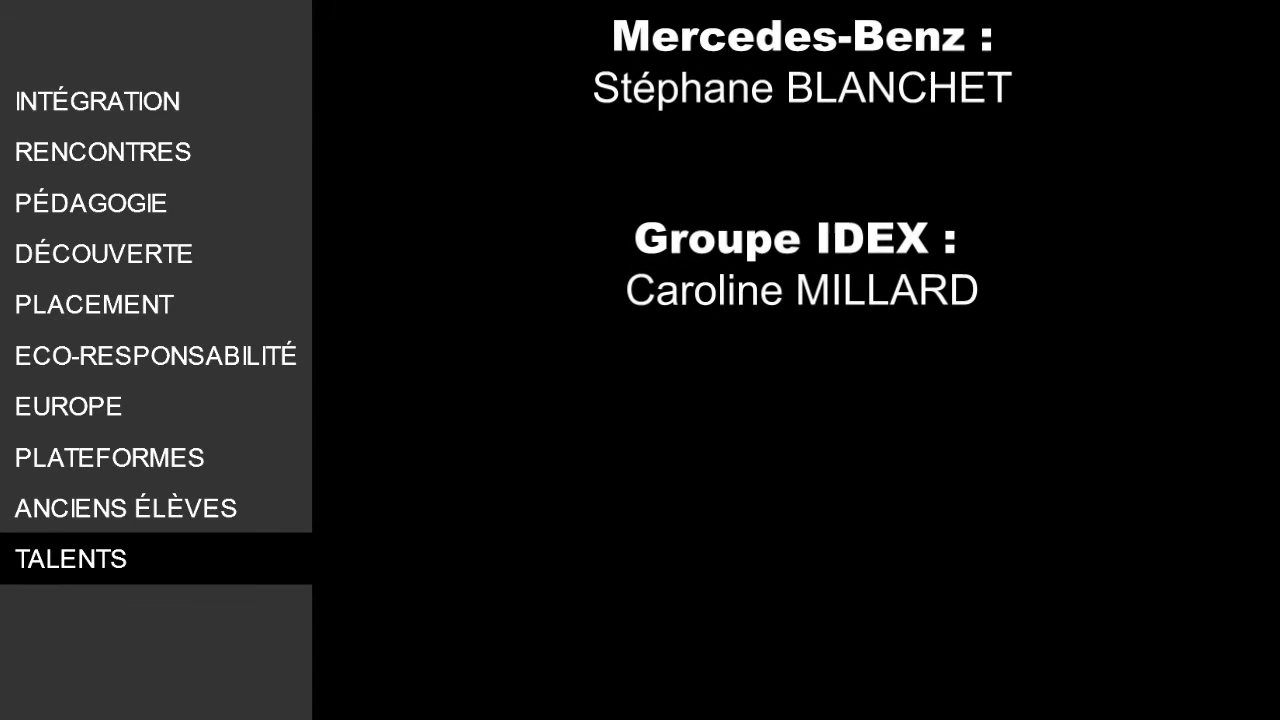 INTÉGRATION
RENCONTRES
PÉDAGOGIE
DÉCOUVERTE
PLACEMENT
ECO-RESPONSABILITÉ
EUROPE
PLATEFORMES
ANCIENS ÉLÈVES
TALENTS
Mercedes-Benz :
Stéphane BLANCHET
Groupe IDEX :
Caroline MILLARD